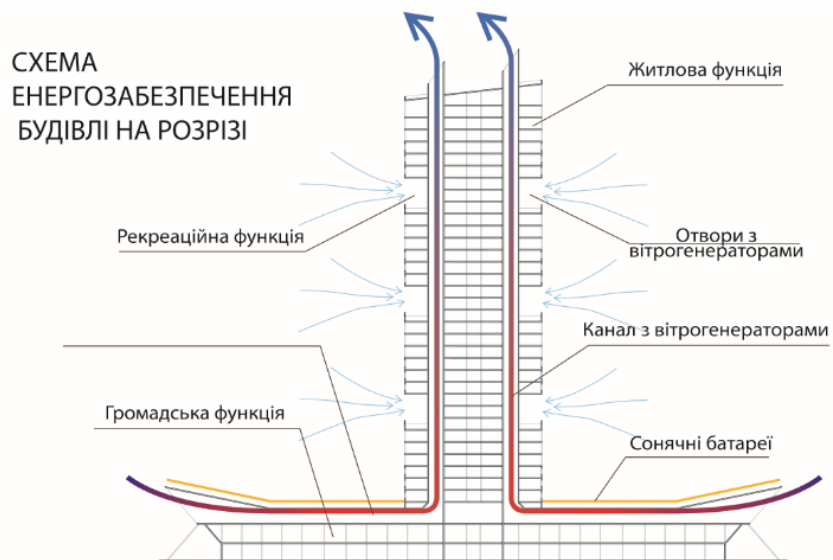 СХЕМА
ЕНЕРГОЗАБЕЗПЕЧЕННЯ
БУДІВЛІ НА РОЗРІЗІ
Житлова функція
Рекреаційна функція
Отвори з
вітрогенераторами
Канал з вітрогенераторами
Громадська функція
Сонячні батареї